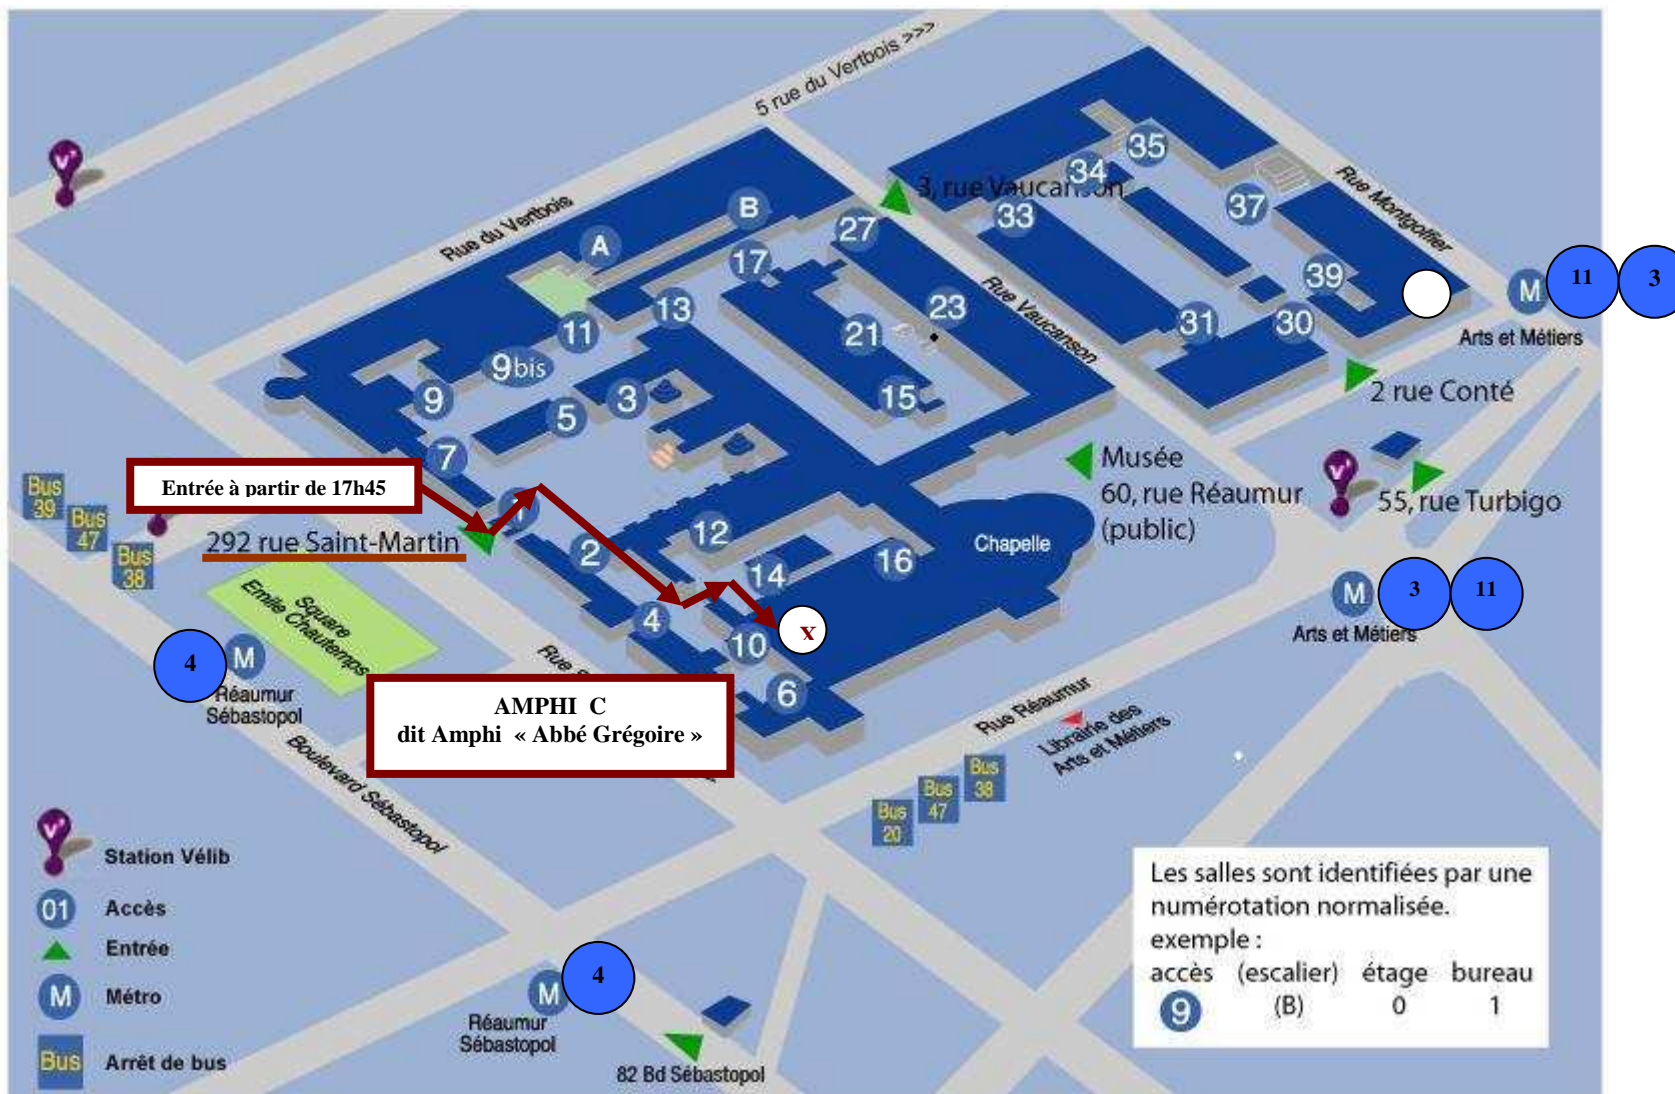 5 rue du Vertbois >>>
Rue du Vertbois
3, rue Vaucanson
Rue Montgolfier
Rue Vaucanson
A
B
35
34
37
33
27
17
39
13
23
31
30
11
21
9bis
15
9
5
3
7
M
11
3
Arts et Métiers
2 rue Conté
Musée
60, rue Réaumur
(public)
55, rue Turbigo
Entrée à partir de 17h45
Bus
39
Bus
47
Bus
38
292 rue Saint-Martin
2
12
14
16
Chapelle
4
10
x
6
M
3
11
Arts et Métiers
Square
Emile Chautemps
4
M
Réaumur
Sébastopol
AMPHI C
dit Amphi « Abbé Grégoire »
Boulevard Sébastopol
Rue Réaumur
Librairie des
Arts et Métiers
Bus
20
Bus
47
Bus
38
Station Vélib
01 Accès
Entrée
M Métro
Bus Arrêt de bus
M
4
Réaumur
Sébastopol
82 Bd Sébastopol
Les salles sont identifiées par une
numérotation normalisée.
exemple :
accès (escalier) étage bureau
9 (B) 0 1